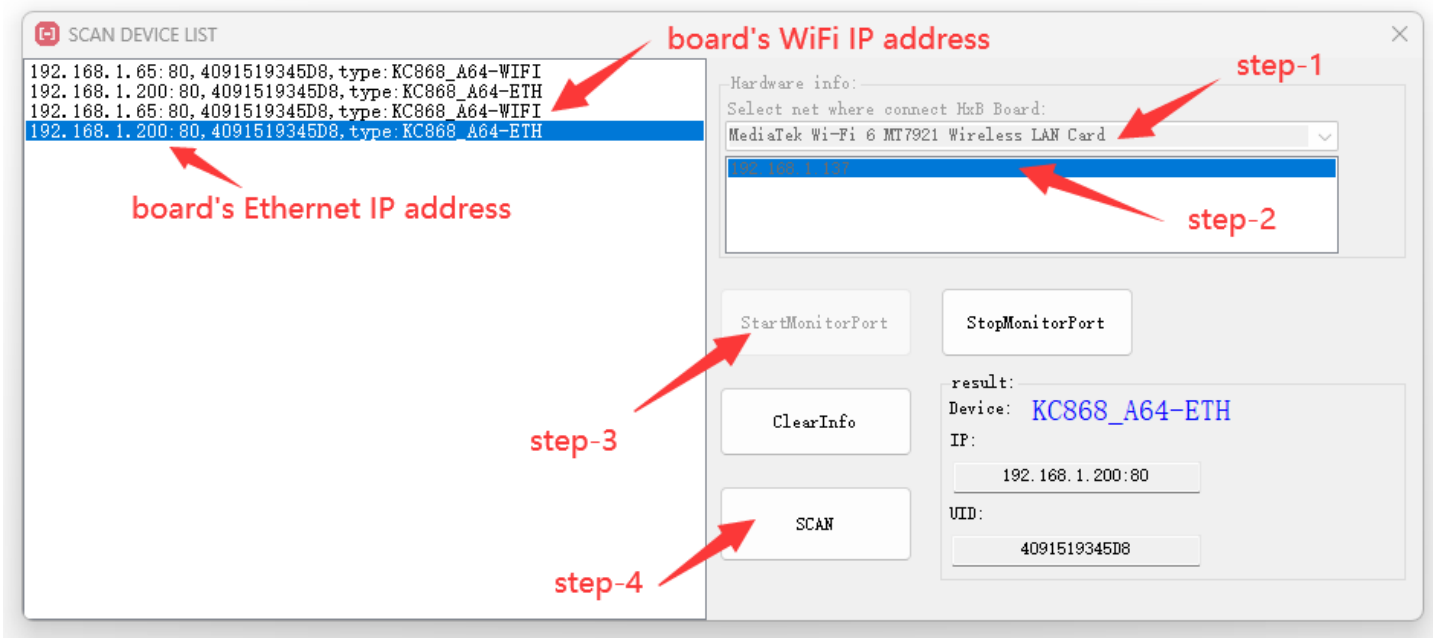 SCAN DEVICE LIST
board's WiFi IP address
192.168.1.65:80,4091519345D8,type:KC868_A64-WIFI
192.168.1.200:80,4091519345D8,type:KC868_A64-ETH
192.168.1.65:80,4091519345D8,type:KC868_A64-WIFI
192.168.1.200:80,4091519345D8,type:KC868_A64-ETH
board's Ethernet IP address
step-1
Hardware info:
Select net where connect HxB Board:
MediaTek Wi-Fi 6 MT7921 Wireless LAN Card
192.168.1.137
step-2
StartMonitorPort
StopMonitorPort
step-3
ClearInfo
step-4
SCAN
result:
Device: KC868_A64-ETH
IP:
192.168.1.200:80
UID:
4091519345D8